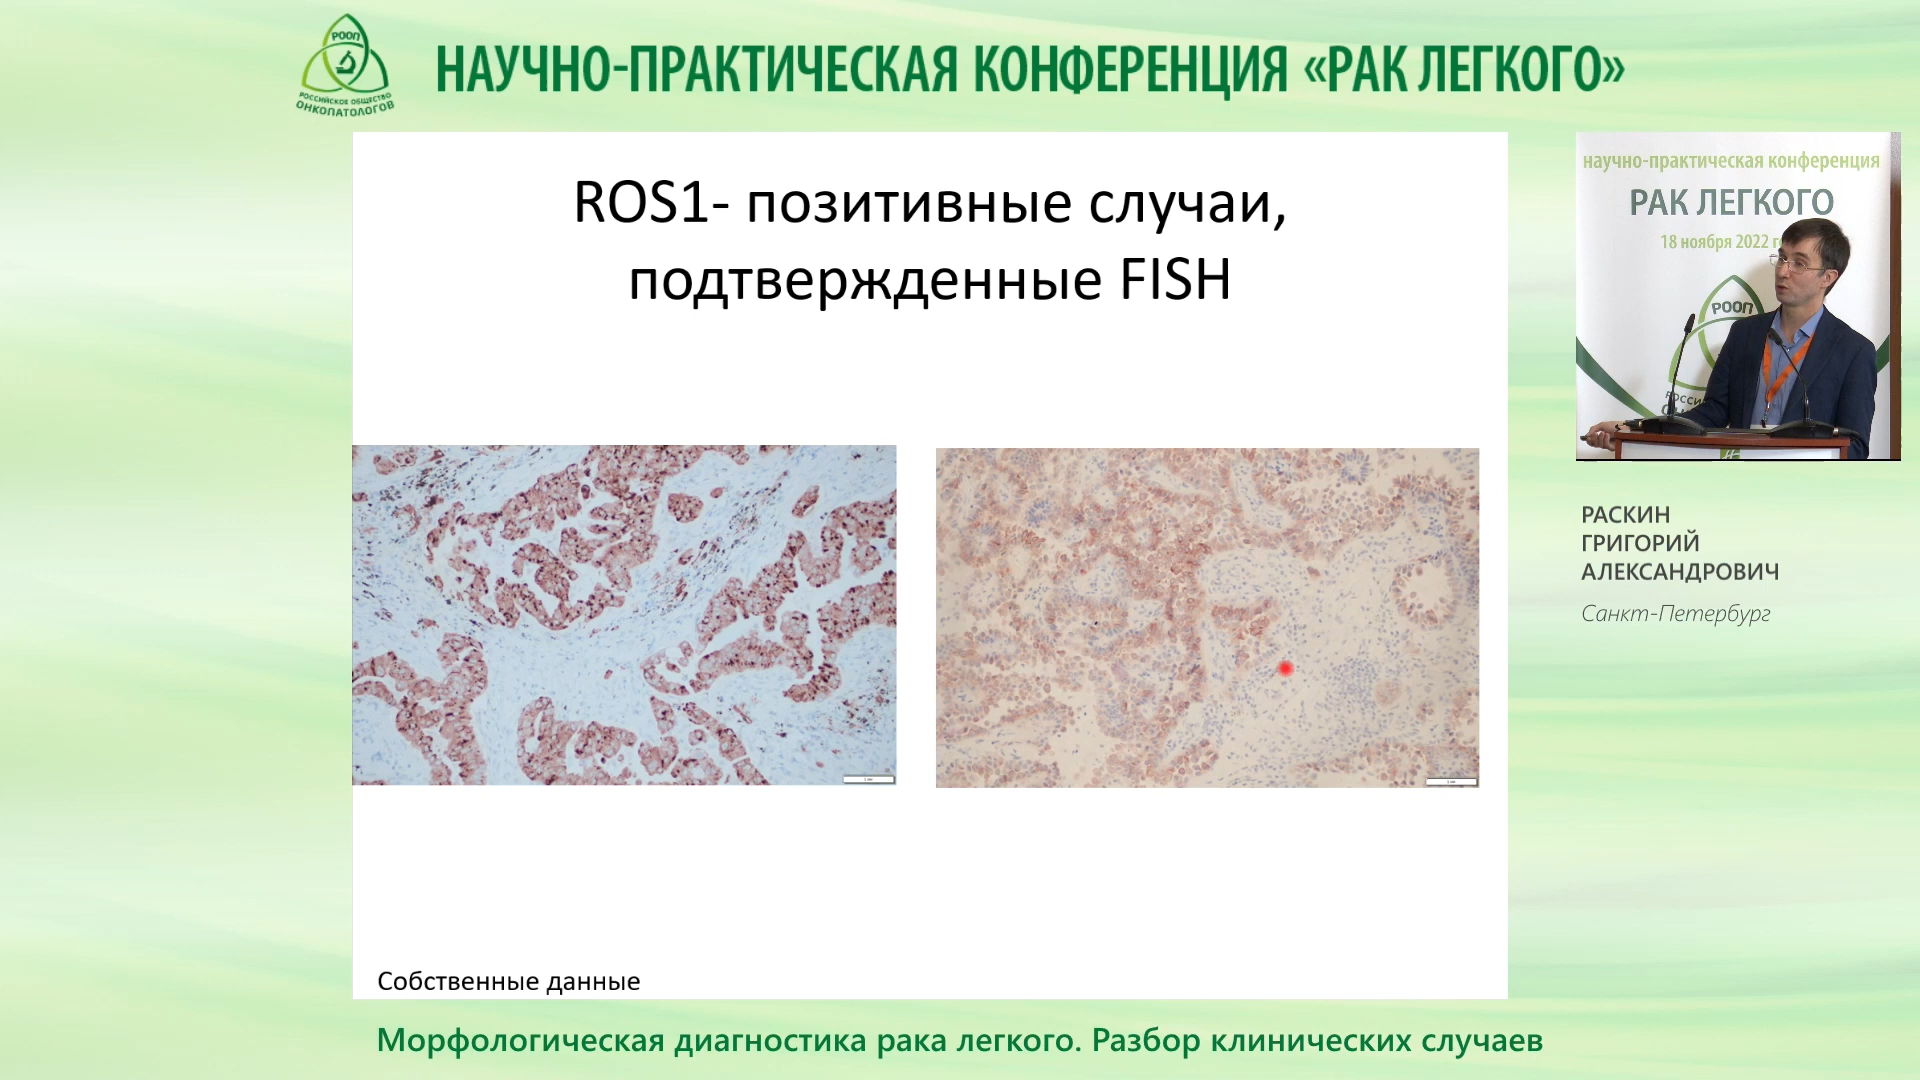 РООП
РОССИЙСКОЕ ОБЩЕСТВО
ОНКОПАТОЛОГОВ
НАУЧНО-ПРАКТИЧЕСКАЯ КОНФЕРЕНЦИЯ «РАК ЛЕГКОГО»
ROS1- позитивные случаи,
подтвержденные FISH
Собственные данные
научно-практическая конференция
РАК ЛЕГКОГО
18 ноября 2022
РООП
РАСКИН
ГРИГОРИЙ
АЛЕКСАНДРОВИЧ
Санкт-Петербург
Морфологическая диагностика рака легкого. Разбор клинических случаев